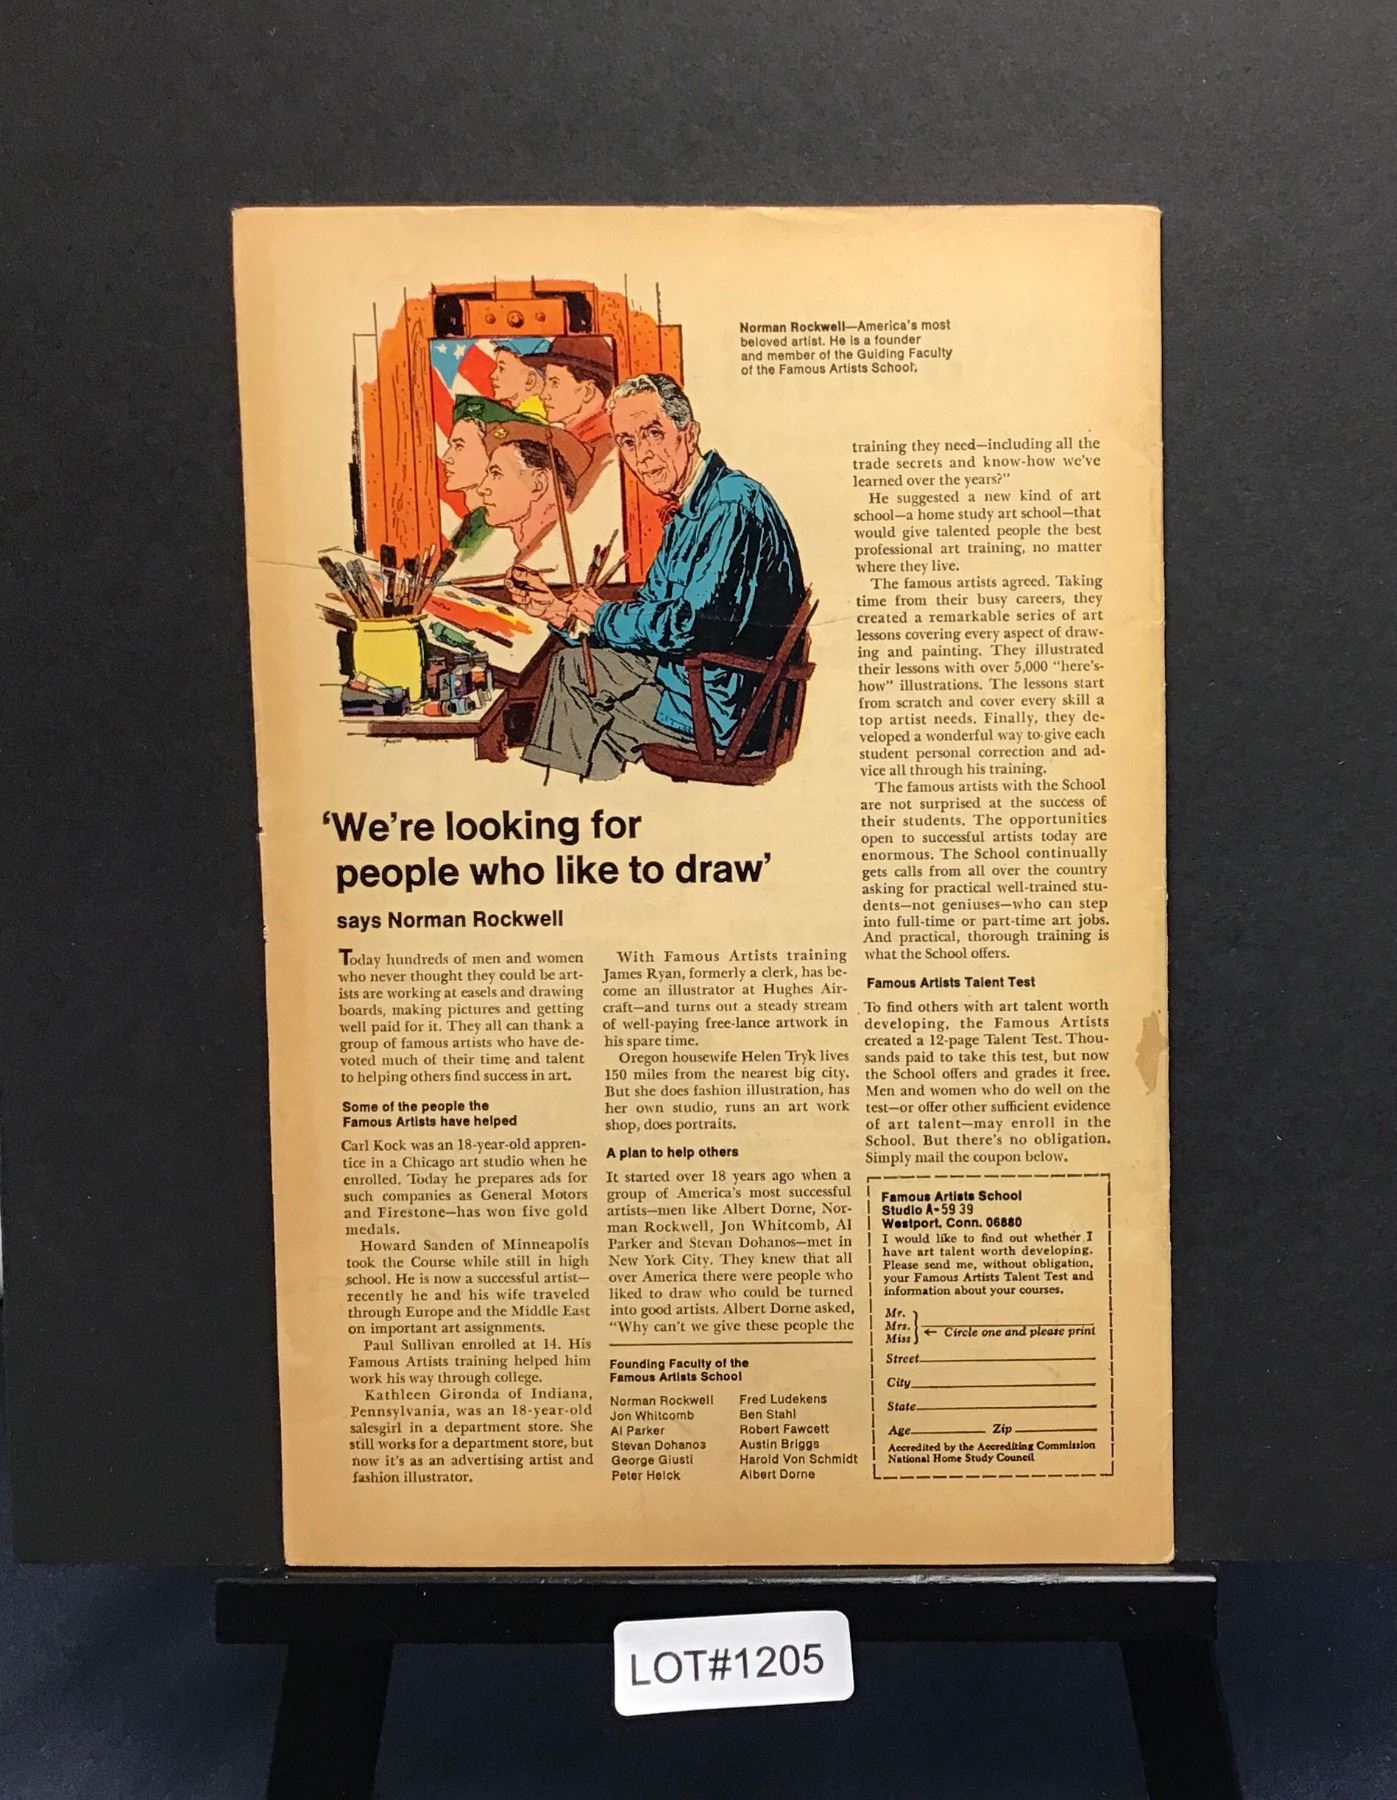 Norman Rockwell—America's most
beloved artist. He is a founder
and member of the Guiding Faculty
of the Famous Artists School.
'We're looking for
people who like to draw'
says Norman Rockwell
Today hundreds of men and women
who never thought they could be art-
ists are working at easels and drawing
boards, making pictures and getting
well paid for it. They all can thank a
group of famous artists who have de-
voted much of their time and talent
to helping others find success in art.
Some of the people the
Famous Artists have helped
Carl Kock was an 18-year-old appren-
tice in a Chicago art studio when he
enrolled. Today he prepares ads for
such companies as General Motors
and Firestone—has won five gold
medals.
Howard Sanden of Minneapolis
took the Course while still in high
school. He is now a successful artist—
recently he and his wife traveled
through Europe and the Middle East
on important art assignments.
Paul Sullivan enrolled at 14. His
Famous Artists training helped him
work his way through college.
Kathleen Gironda of Indiana,
Pennsylvania, was an 18-year-old
salesgirl in a department store. She
still works for a department store, but
now it's as an advertising artist and
fashion illustrator.
With Famous Artists training
James Ryan, formerly a clerk, has be-
come an illustrator at Hughes Air-
craft—and turns out a steady stream
of well-paying free-lance artwork in
his spare time.
Oregon housewife Helen Tryk lives
150 miles from the nearest big city.
But she does fashion illustration, has
her own studio, runs an art work
shop, does portraits.
A plan to help others
It started over 18 years ago when a
group of America's most successful
artists—men like Albert Dorne, Nor-
man Rockwell, Jon Whitcomb, Al
Parker and Stevan Dohanos—met in
New York City. They knew that all
over America there were people who
liked to draw who could be turned
into good artists. Albert Dorne asked,
"Why can't we give these people the
training they need—including all the
trade secrets and know-how we've
learned over the years?"
He suggested a new kind of art
school—a home study art school—that
would give talented people the best
professional art training, no matter
where they live.
The famous artists agreed. Taking
time from their busy careers, they
created a remarkable series of art
lessons covering every aspect of draw-
ing and painting. They illustrated
their lessons with over 5,000 "here's-
how" illustrations. The lessons start
from scratch and cover every skill a
top artist needs. Finally, they de-
veloped a wonderful way to give each
student personal correction and ad-
vice all through his training.
The famous artists with the School
are not surprised at the success of
their students. The opportunities
open to successful artists today are
enormous. The School continually
gets calls from all over the country
asking for practical well-trained stu-
dents—not geniuses—who can step
into full-time or part-time art jobs.
And practical, thorough training is
what the School offers.
Famous Artists Talent Test
To find others with art talent worth
developing, the Famous Artists
created a 12-page Talent Test. Thou-
sands paid to take this test, but now
the School offers and grades it free.
Men and women who do well on the
test—or offer other sufficient evidence
of art talent—may enroll in the
School. But there's no obligation.
Simply mail the coupon below.
Founding Faculty of the
Famous Artists School
Norman Rockwell
Jon Whitcomb
Al Parker
Stevan Dohanos
George Giusti
Peter Helck
Fred Ludekens
Ben Stahl
Robert Fawcett
Austin Briggs
Harold Von Schmidt
Albert Dorne
Famous Artists School
Studio A-59 39
Westport, Conn. 06880
I would like to find out whether I
have art talent worth developing.
Please send me, without obligation,
your Famous Artists Talent Test and
information about your courses.
Mr.
Mrs.
Miss
← Circle one and please print
Street
City
State
Age Zip
Accredited by the Accrediting Commission
National Home Study Council
LOT#1205